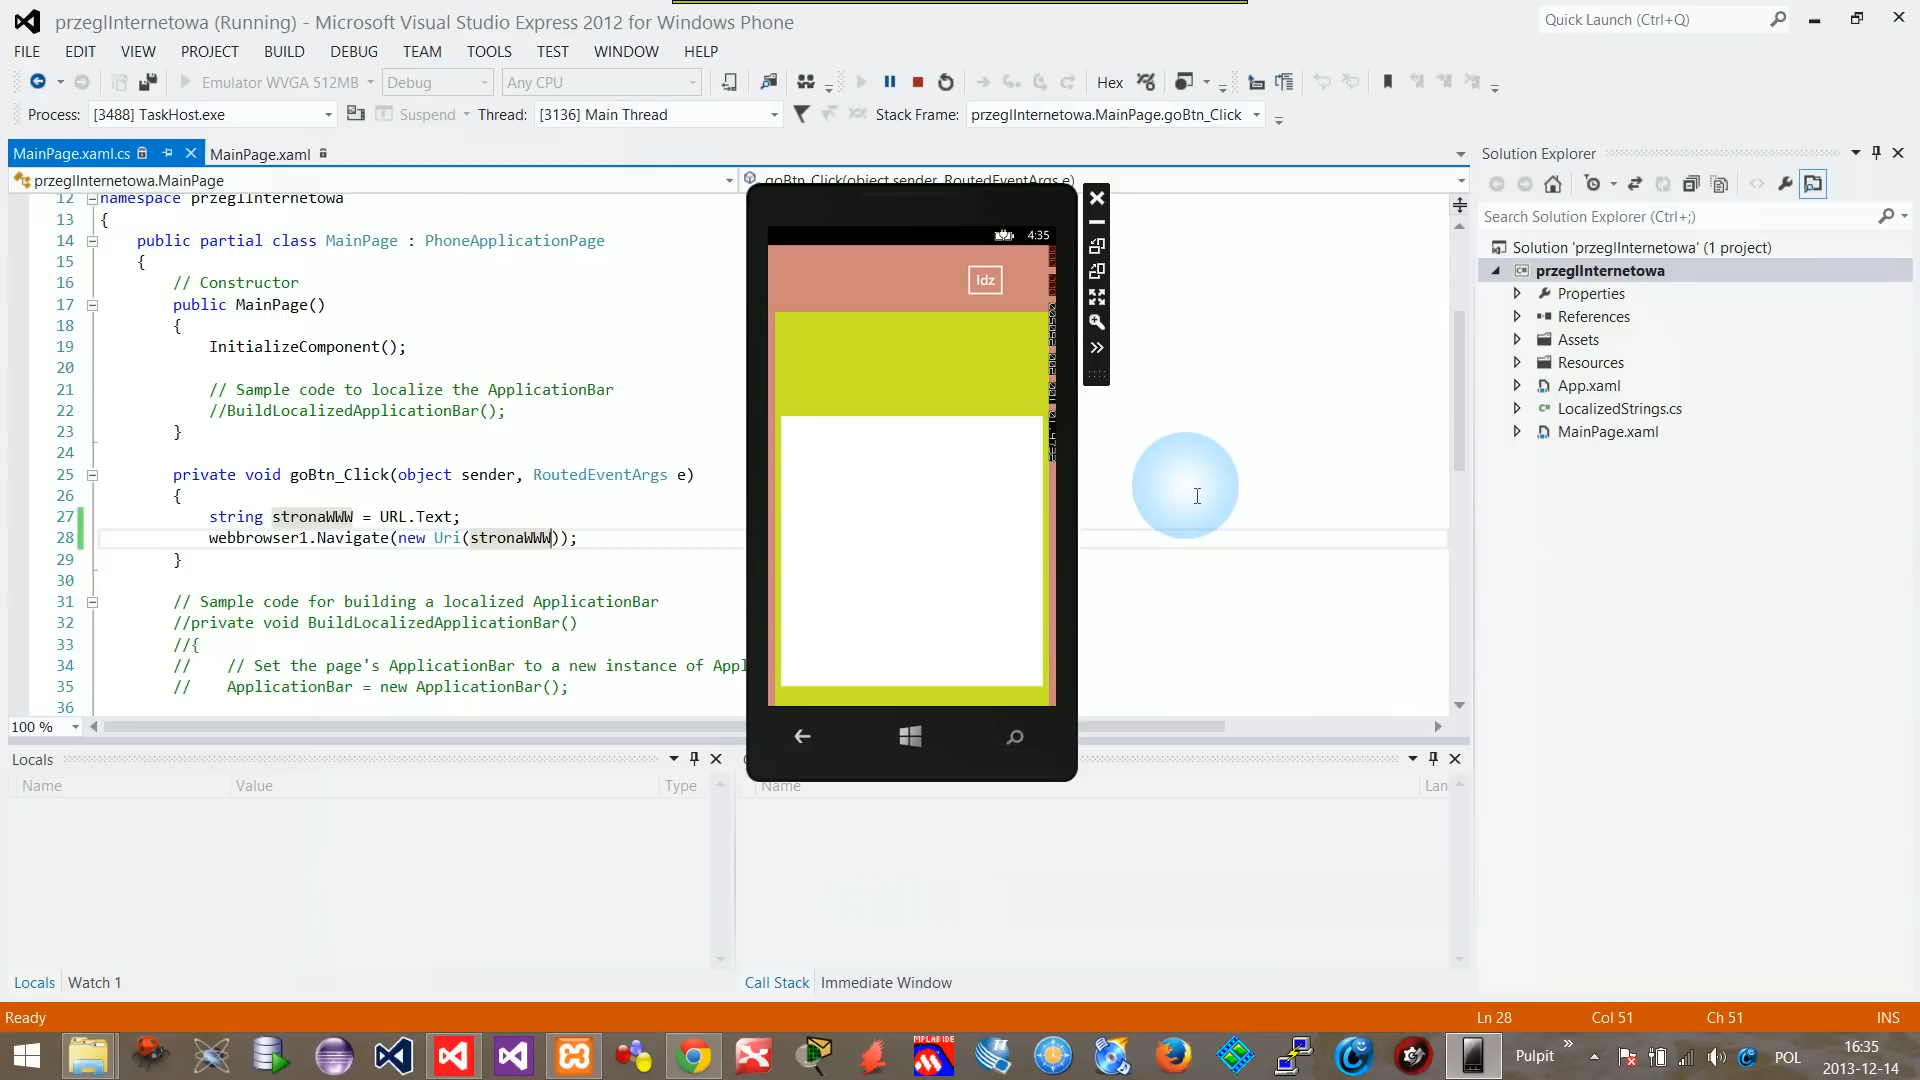 przeglInternetowa (Running) - Microsoft Visual Studio Express 2012 for Windows Phone
Quick Launch (Ctrl+Q)
FILE EDIT VIEW PROJECT BUILD DEBUG TEAM TOOLS TEST WINDOW HELP
Emulator WVGA 512MB Debug Any CPU Hex
Process: [3488] TaskHost.exe Suspend Thread: [3136] Main Thread Stack Frame: przeglInternetowa.MainPage.goBtn_Click
MainPage.xaml.cs MainPage.xaml
Solution Explorer
przeglInternetowa.MainPage
goBtn_Click(object sender, RoutedEventArgs e)
12 namespace przeglInternetowa
13 {
14 public partial class MainPage : PhoneApplicationPage
15 {
16 // Constructor
17 public MainPage()
18 {
19 InitializeComponent();
20
21 // Sample code to localize the ApplicationBar
22 //BuildLocalizedApplicationBar();
23 }
24
25 private void goBtn_Click(object sender, RoutedEventArgs e)
26 {
27 string stronaWWW = URL.Text;
28 webbrowser1.Navigate(new Uri(stronaWWW));
29 }
30
31 // Sample code for building a localized ApplicationBar
32 //private void BuildLocalizedApplicationBar()
33 //{
34 // // Set the page's ApplicationBar to a new instance of Appl
35 // ApplicationBar = new ApplicationBar();
36
100 %
4:35
Idz
Search Solution Explorer (Ctrl+;)
Solution 'przeglInternetowa' (1 project)
przeglInternetowa
Properties
References
Assets
Resources
App.xaml
LocalizedStrings.cs
MainPage.xaml
Locals
Name Value Type
Name Lan
Locals Watch 1
Call Stack Immediate Window
Ready
Ln 28 Col 51 Ch 51 INS
MPLAB IDE
Pulpit
POL
16:35
2013-12-14